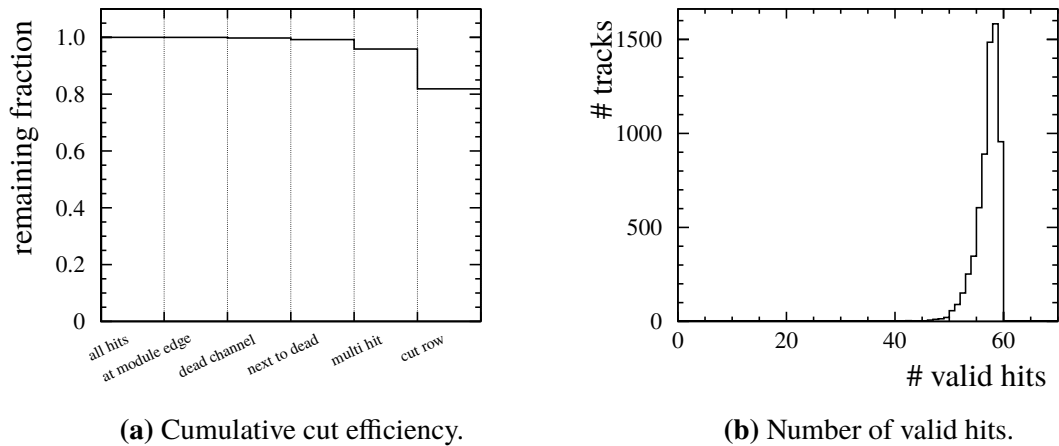 remaining fraction
1.0
0.8
0.6
0.4
0.2
0
all hits
at module edge
dead channel
next to dead
multi hit
cut row
(a) Cumulative cut efficiency.
# tracks
1500
1000
500
0
0
20
40
60
# valid hits
(b) Number of valid hits.